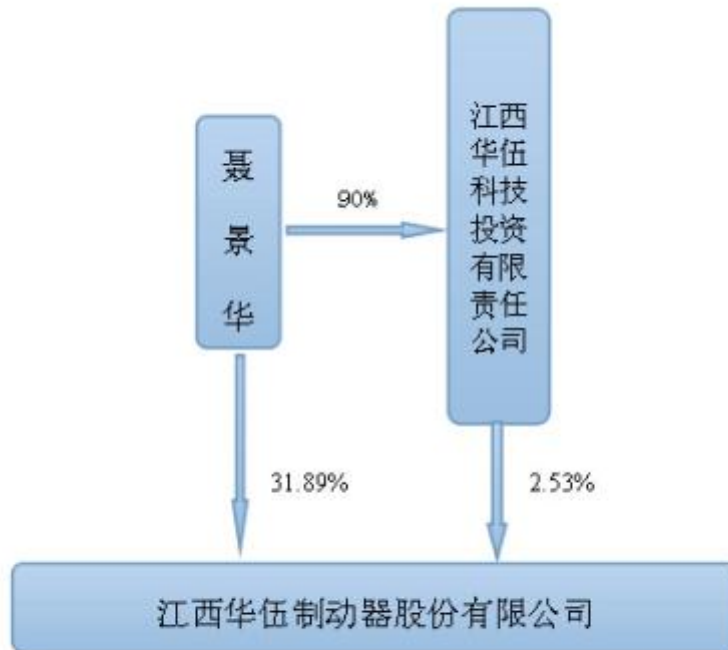 聂
景
华
90%
江西
华伍
科技
投资
有限
责任
公司
31.89%
2.53%
江西华伍制动器股份有限公司